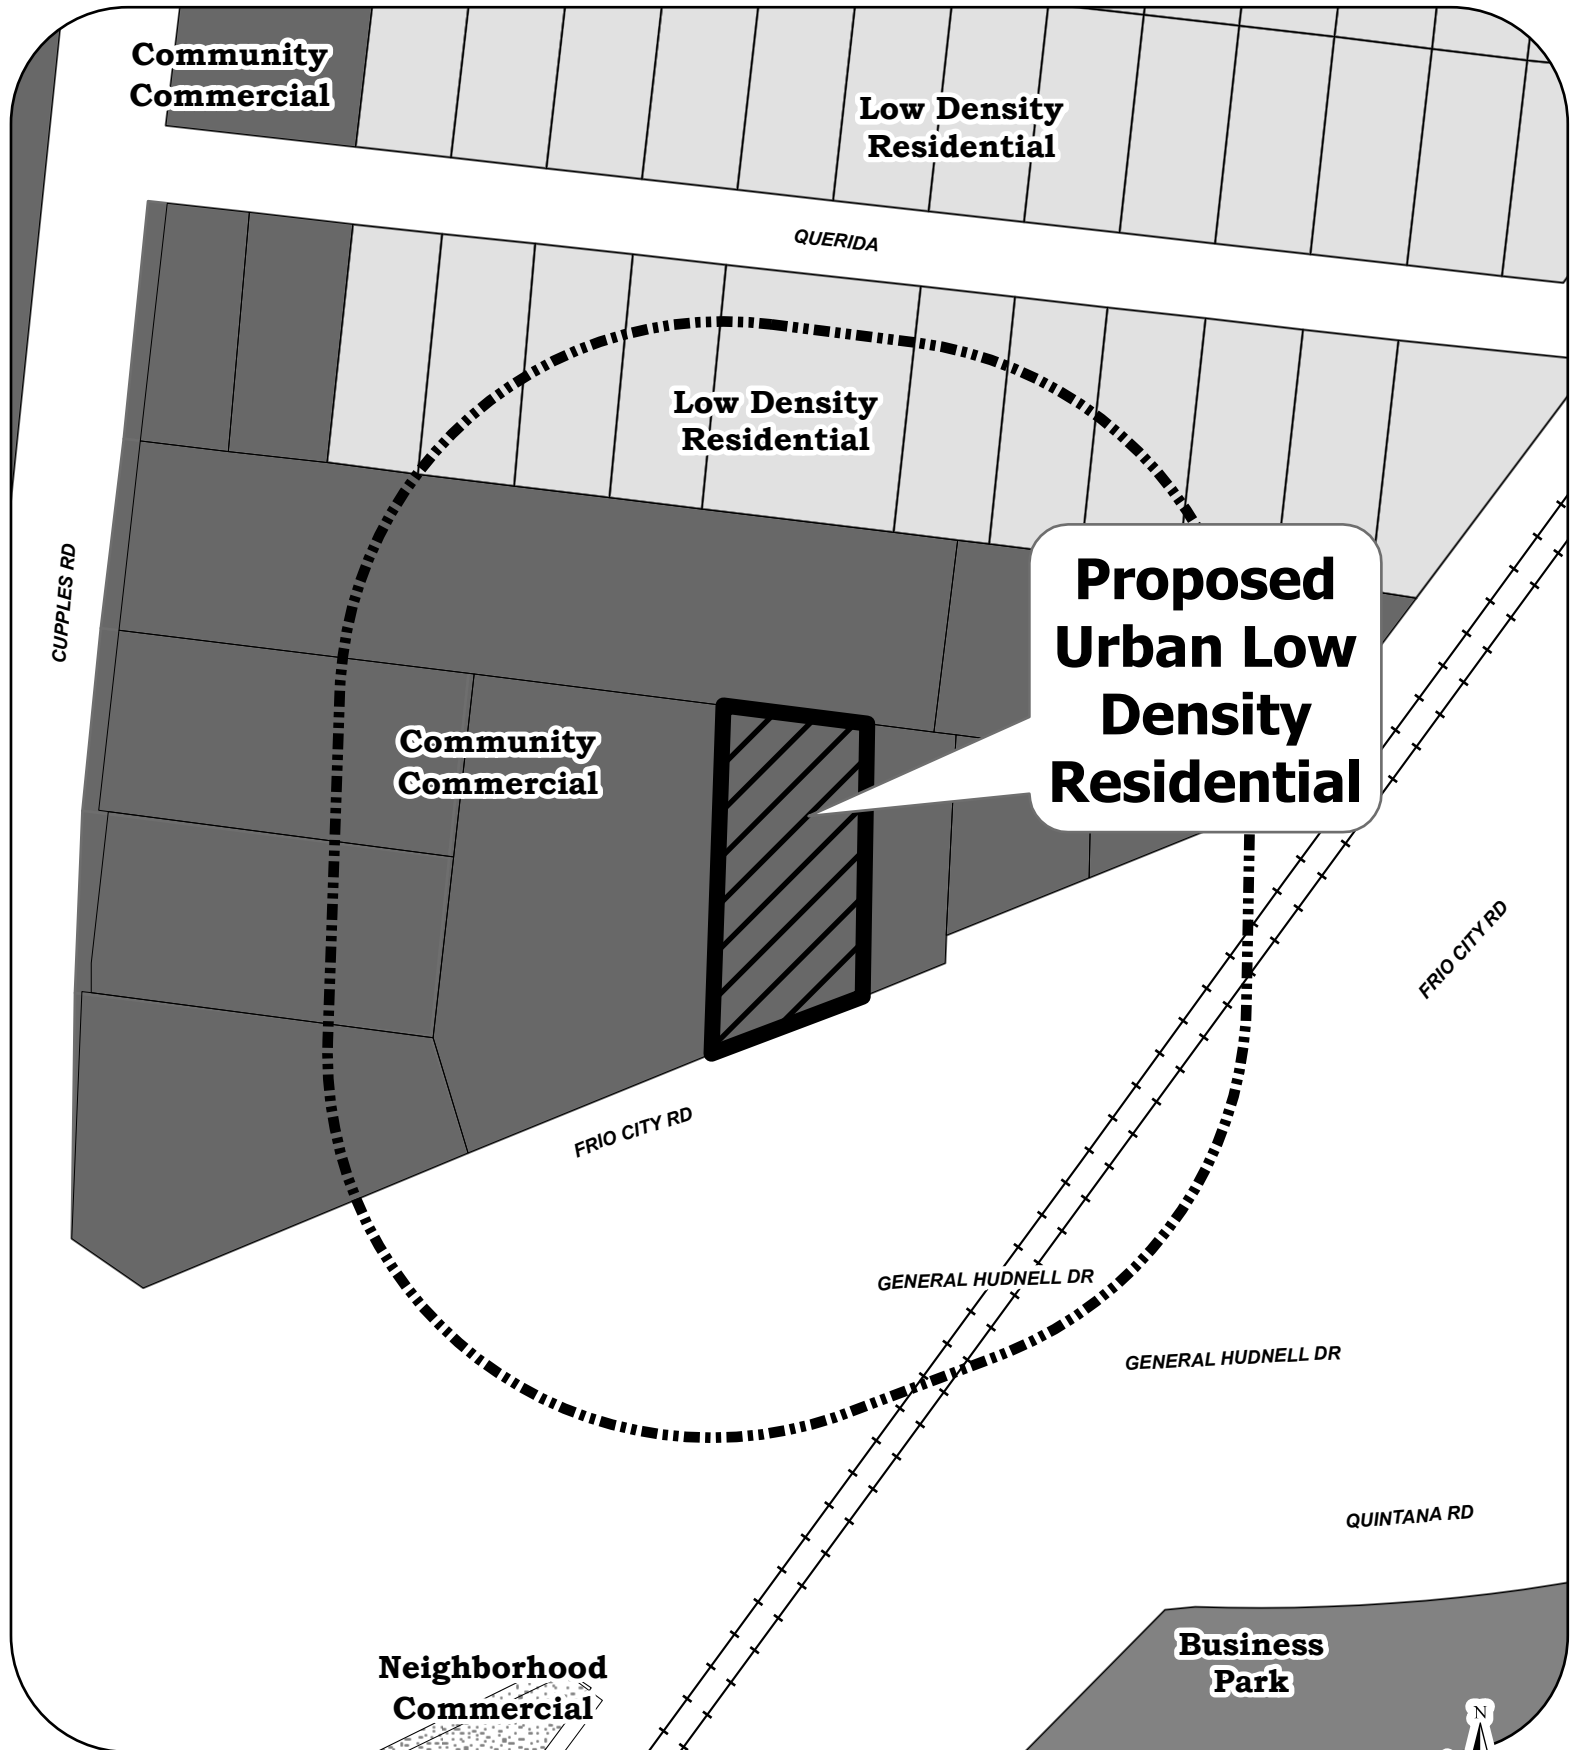 Community
Commercial
Low Density
Residential
QUERIDA
Low Density
Residential
CUPPLES RD
Proposed
Urban Low
Density
Residential
Community
Commercial
FRIO CITY RD
FRIO CITY RD
GENERAL HUDNELL DR
GENERAL HUDNELL DR
QUINTANA RD
Business
Park
Neighborhood
Commercial
N